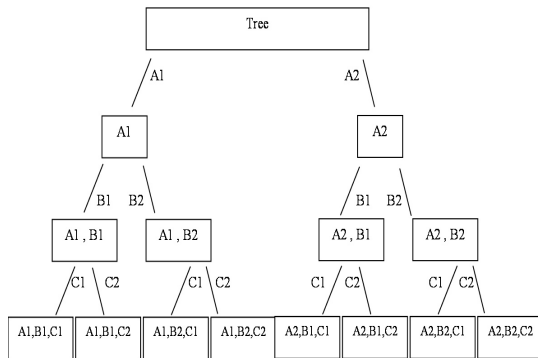 Tree
A1 A2
A1 A2
B1 B2 B1 B2
A1 , B1 A1 , B2 A2 , B1 A2 , B2
C1 C2 C1 C2 C1 C2 C1 C2
A1,B1,C1 A1,B1,C2 A1,B2,C1 A1,B2,C2 A2,B1,C1 A2,B1,C2 A2,B2,C1 A2,B2,C2